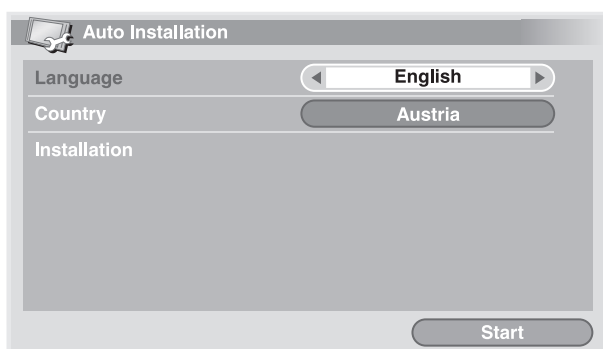 Auto Installation
Language English
Country Austria
Installation
Start